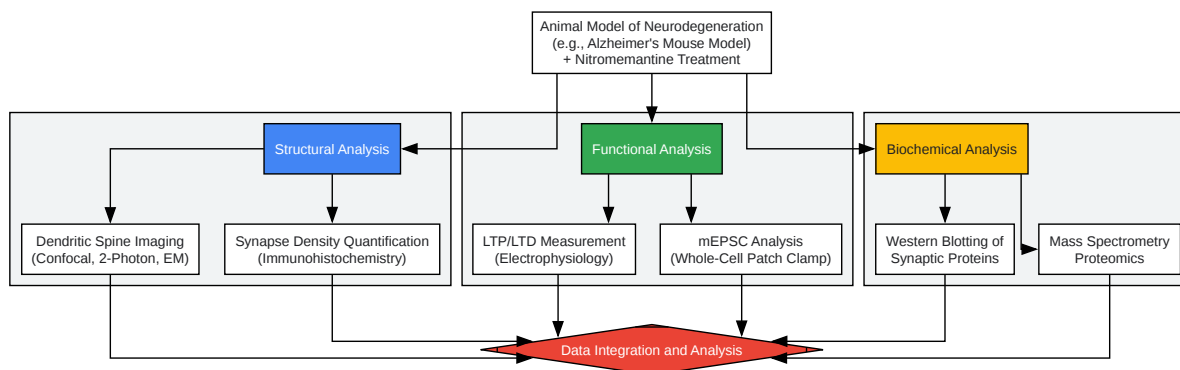 Animal Model of Neurodegeneration
(e.g., Alzheimer's Mouse Model)
+ Nitromemantine Treatment
Structural Analysis
Functional Analysis
Biochemical Analysis
Dendritic Spine Imaging
(Confocal, 2-Photon, EM)
Synapse Density Quantification
(Immunohistochemistry)
LTP/LTD Measurement
(Electrophysiology)
mEPSC Analysis
(Whole-Cell Patch Clamp)
Western Blotting of
Synaptic Proteins
Mass Spectrometry
Proteomics
Data Integration and Analysis